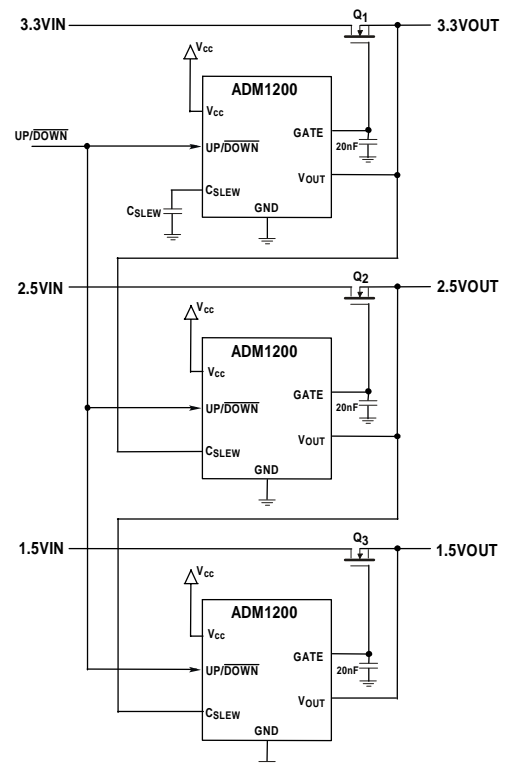 Q1
3.3VIN
3.3VOUT
Vcc
ADM1200
Vcc
GATE
UP/DOWN
20nF
UP/DOWN
VOUT
CSLEW
CSLEW
GND
Q2
2.5VIN
2.5VOUT
Vcc
ADM1200
Vcc
GATE
20nF
UP/DOWN
VOUT
CSLEW
GND
Q3
1.5VIN
1.5VOUT
Vcc
ADM1200
Vcc
GATE
20nF
UP/DOWN
VOUT
CSLEW
GND